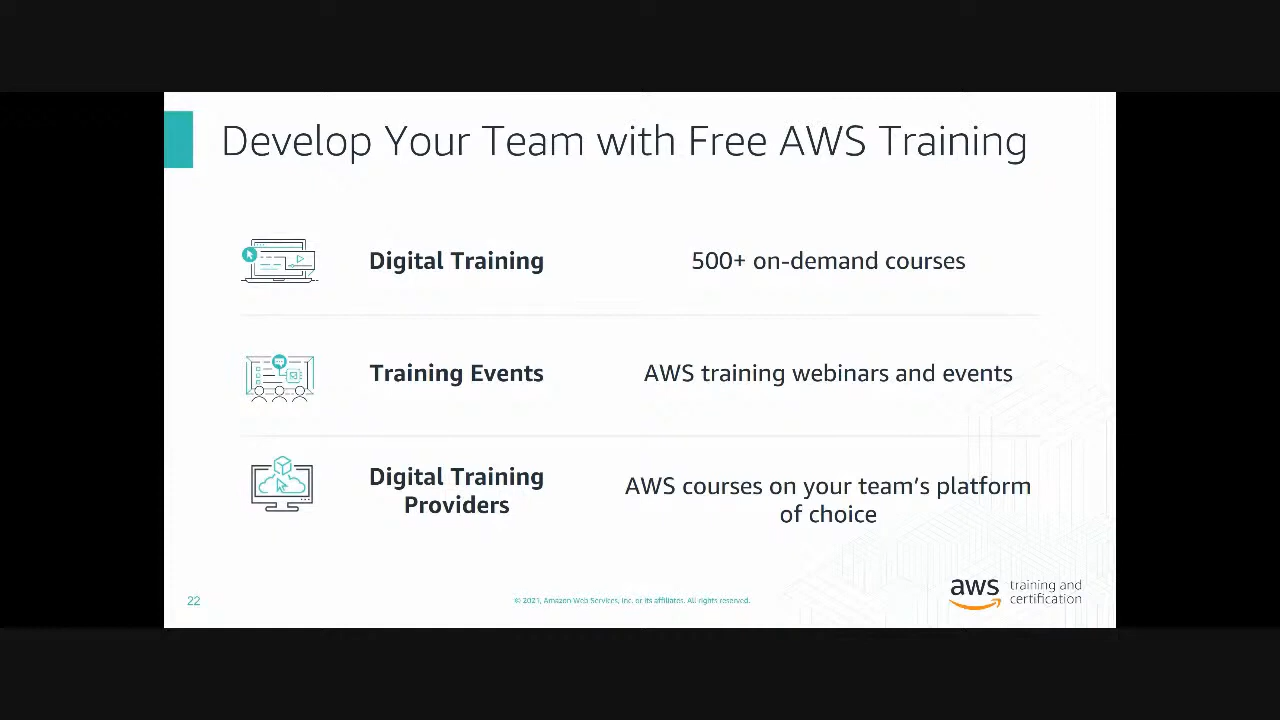 Develop Your Team with Free AWS Training
Digital Training
500+ on-demand courses
Training Events
AWS training webinars and events
Digital Training
Providers
AWS courses on your team’s platform
of choice
22
© 2021, Amazon Web Services, Inc. or its affiliates. All rights reserved.
aws
training and
certification